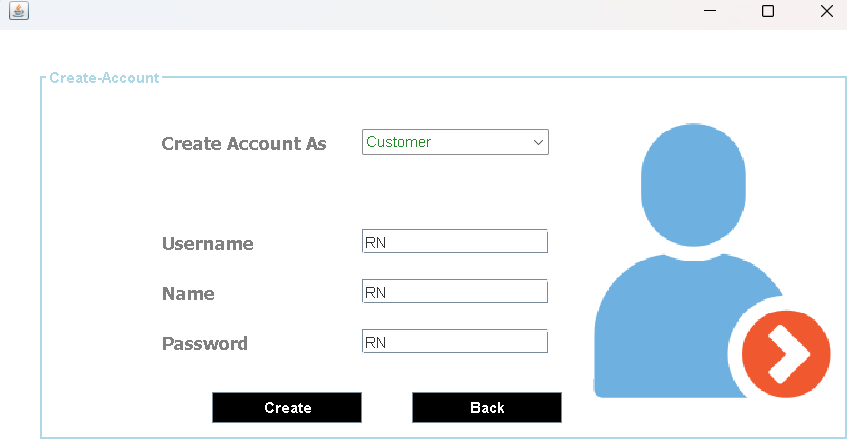 Create-Account
Create Account As Customer
Username RN
Name RN
Password RN
Create Back